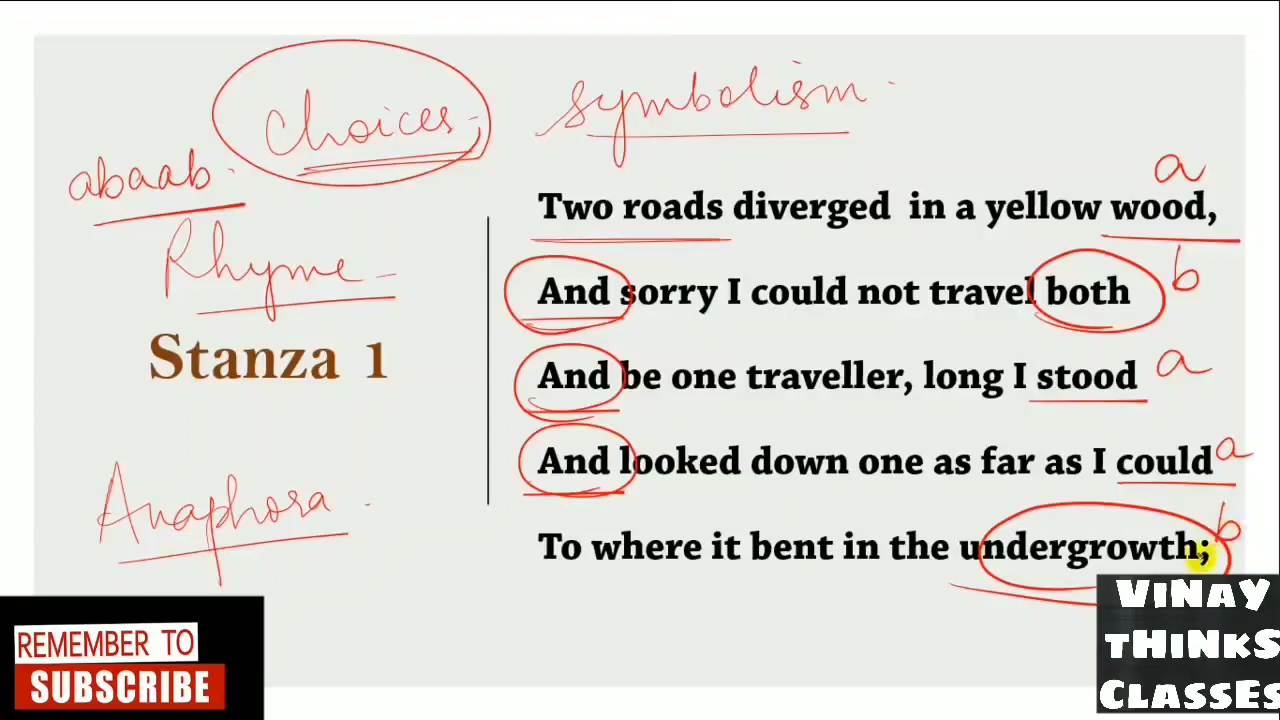 Choices
symbolism
abaab
Rhyme
Stanza 1
Anaphora
Two roads diverged in a yellow wood, a
And sorry I could not travel both b
And be one traveller, long I stood a
And looked down one as far as I could a
To where it bent in the undergrowth; b
REMEMBER TO
SUBSCRIBE
ViNAY
THINKS
CLASSES